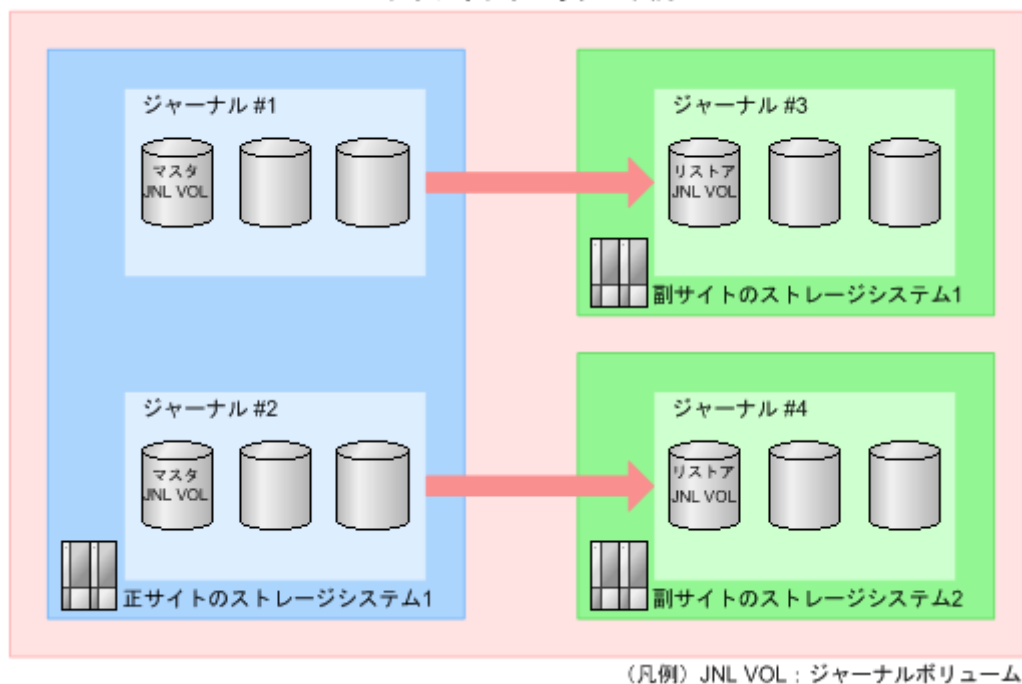 ジャーナル #1
マスタ
JNL VOL
ジャーナル #3
リストア
JNL VOL
副サイトのストレージシステム1
ジャーナル #2
マスタ
JNL VOL
正サイトのストレージシステム1
ジャーナル #4
リストア
JNL VOL
副サイトのストレージシステム2
(凡例) JNL VOL:ジャーナルボリューム